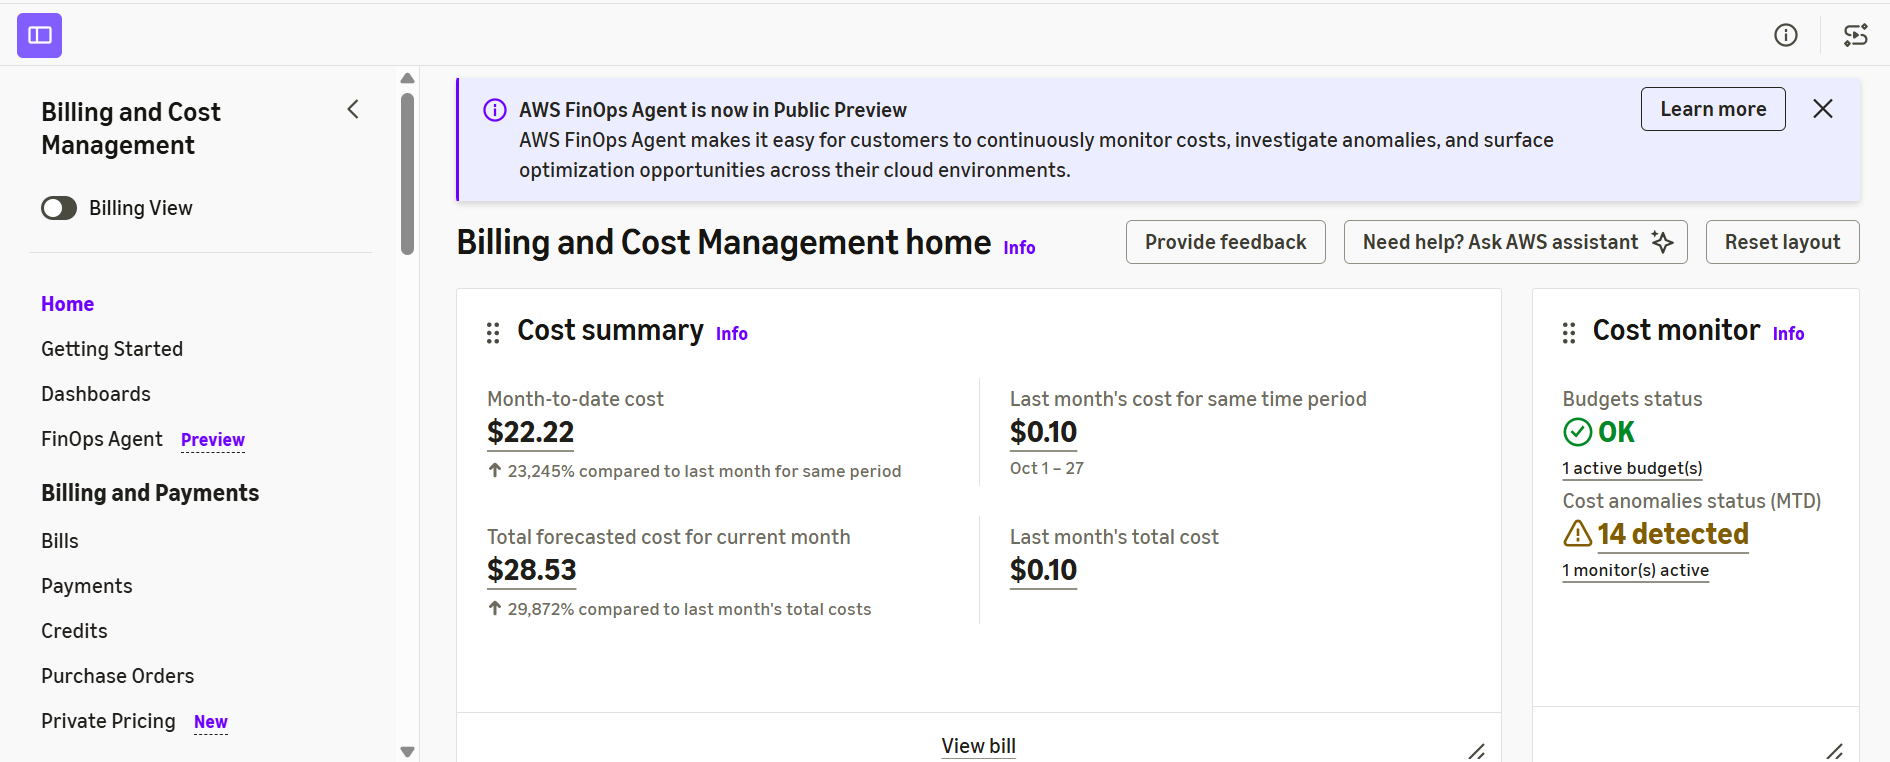 AWS FinOps Agent is now in Public Preview
AWS FinOps Agent makes it easy for customers to continuously monitor costs, investigate anomalies, and surface
optimization opportunities across their cloud environments.
Learn more
Billing and Cost
Management
Billing View
Home
Getting Started
Dashboards
FinOps Agent Preview
Billing and Payments
Bills
Payments
Credits
Purchase Orders
Private Pricing New
Billing and Cost Management home Info
Provide feedback
Need help? Ask AWS assistant
Reset layout
Cost summary Info
Month-to-date cost
$22.22
23,245% compared to last month for same period
Last month's cost for same time period
$0.10
Oct 1 – 27
Total forecasted cost for current month
$28.53
29,872% compared to last month's total costs
Last month's total cost
$0.10
View bill
Cost monitor Info
Budgets status
OK
1 active budget(s)
Cost anomalies status (MTD)
14 detected
1 monitor(s) active